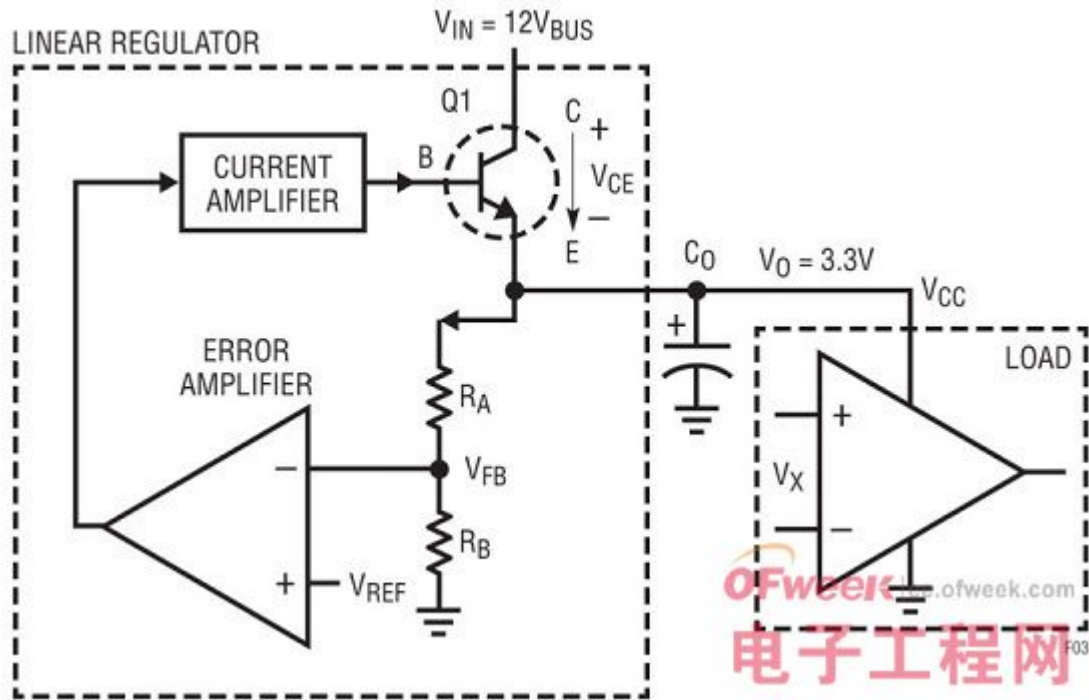 V_IN = 12V_BUS
LINEAR REGULATOR
Q1
C
+
V_CE
−
E
B
CURRENT
AMPLIFIER
C_O
V_O = 3.3V
V_CC
+
LOAD
ERROR
AMPLIFIER
R_A
−
V_FB
R_B
+
V_REF
+
V_X
−
OFweek
.ofweek.com
电子工程网
F03